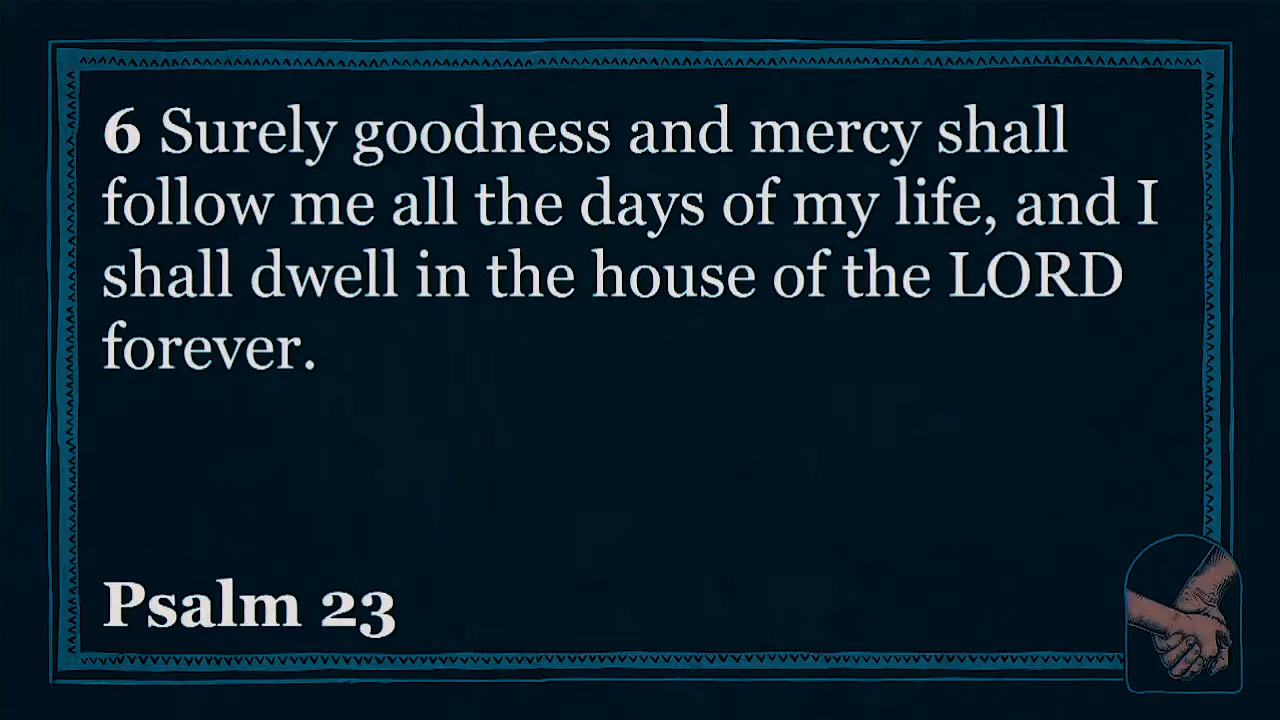 6 Surely goodness and mercy shall
follow me all the days of my life, and I
shall dwell in the house of the LORD
forever.
Psalm 23